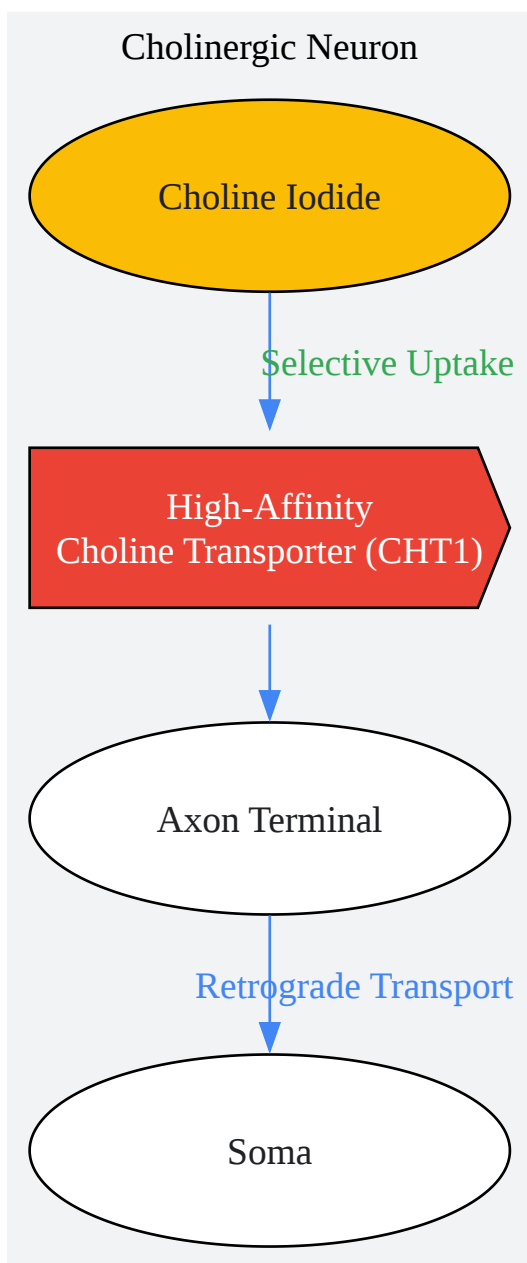 Cholinergic Neuron
Choline Iodide
Selective Uptake
High-Affinity
Choline Transporter (CHT1)
Axon Terminal
Retrograde Transport
Soma